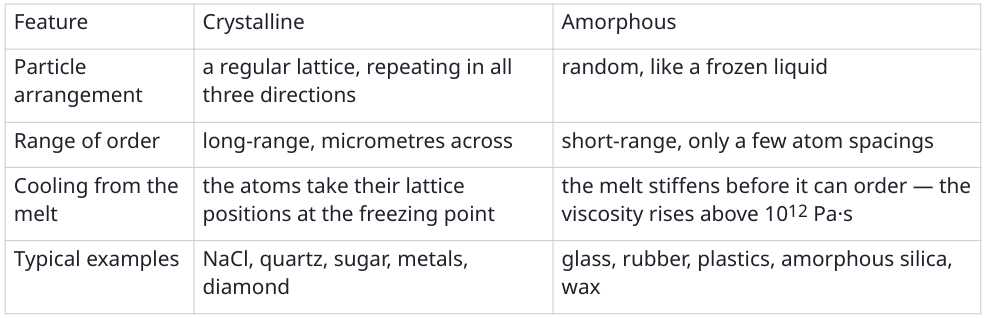 Feature
Crystalline
Amorphous
Particle
arrangement
a regular lattice, repeating in all
three directions
random, like a frozen liquid
Range of order
long-range, micrometres across
short-range, only a few atom spacings
Cooling from the
melt
the atoms take their lattice
positions at the freezing point
the melt stiffens before it can order — the
viscosity rises above 10¹² Pa·s
Typical examples
NaCl, quartz, sugar, metals,
diamond
glass, rubber, plastics, amorphous silica,
wax